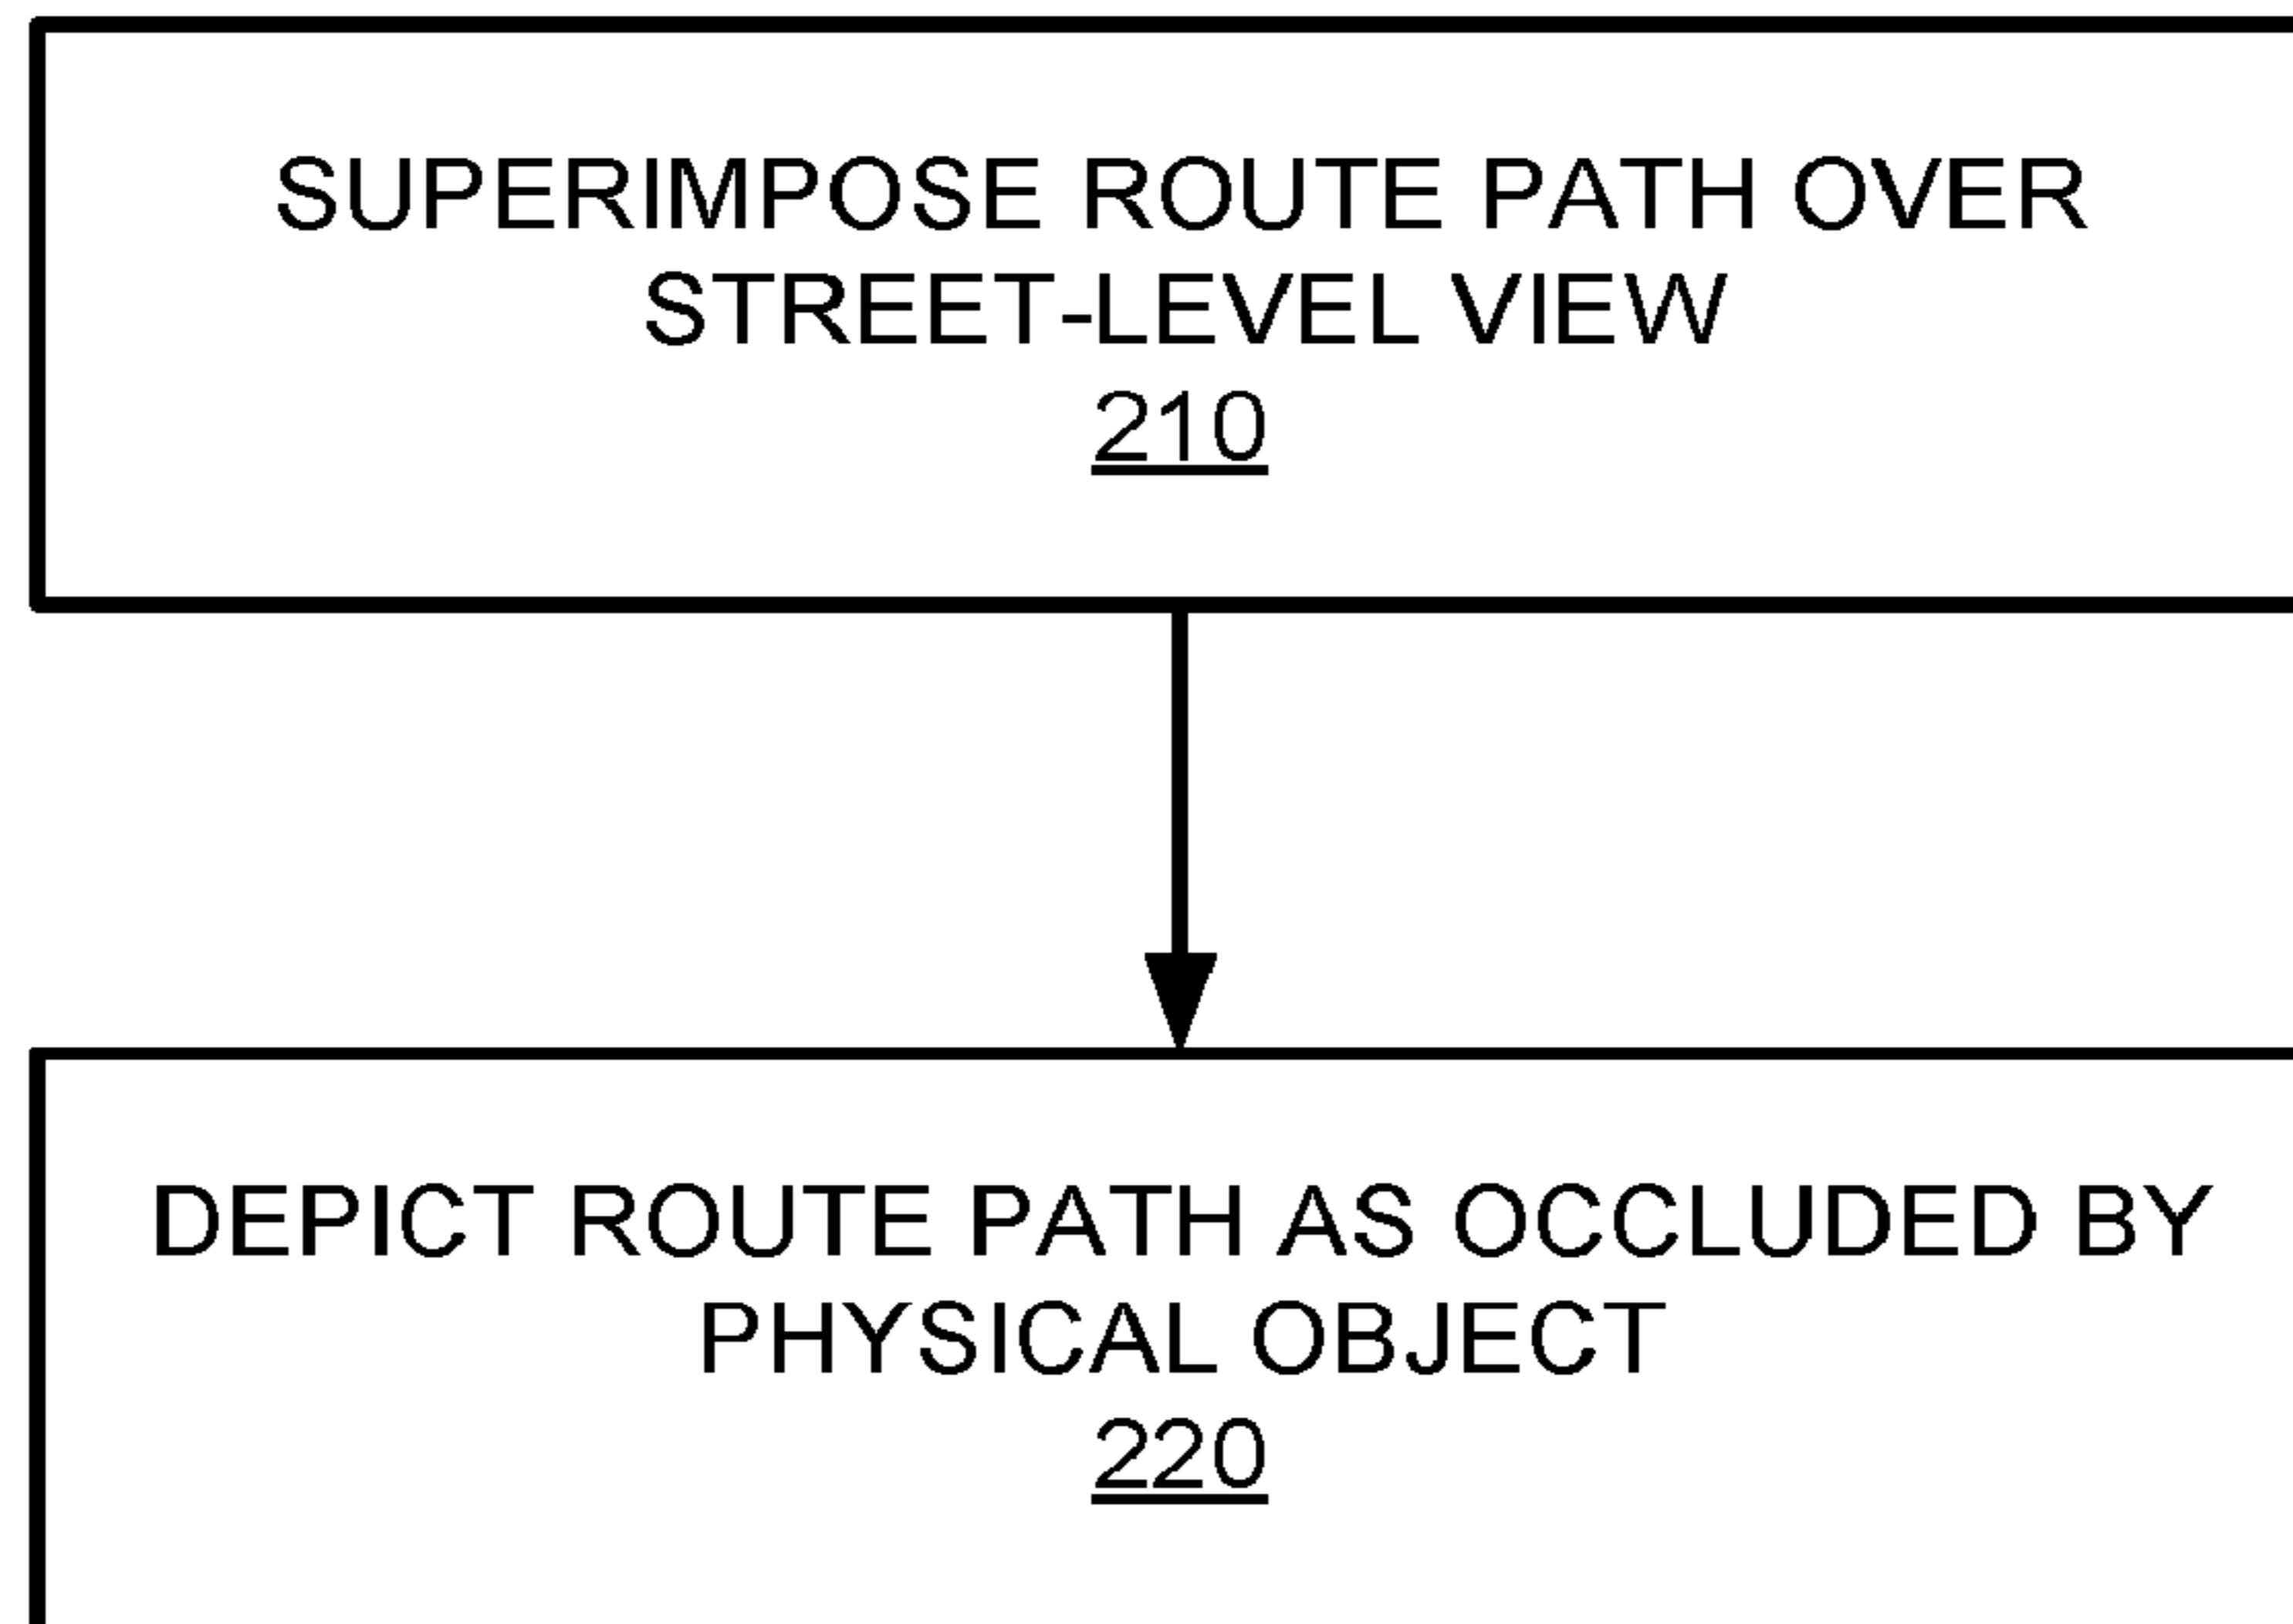 SUPERIMPOSE ROUTE PATH OVER
STREET-LEVEL VIEW
210
DEPICT ROUTE PATH AS OCCLUDED BY
PHYSICAL OBJECT
220